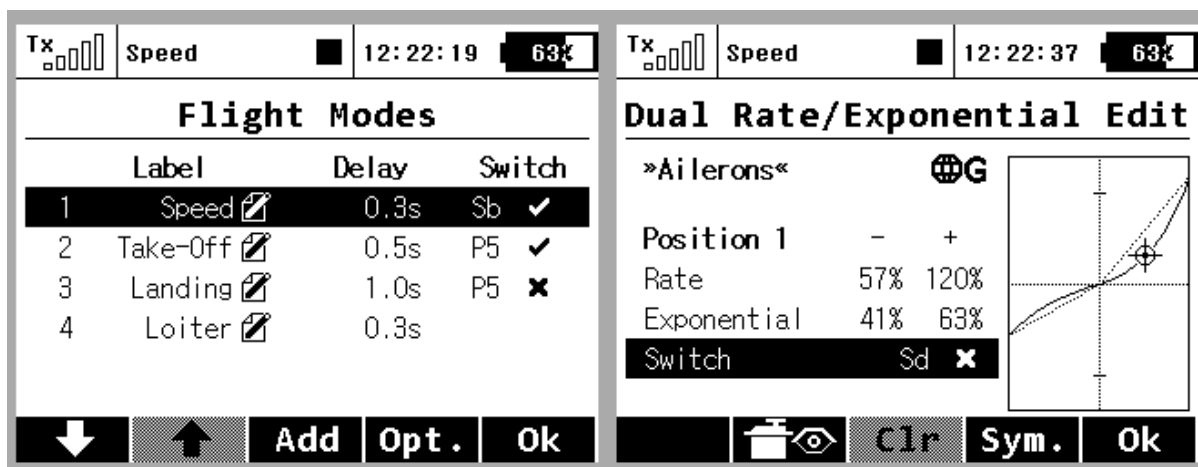 Tx Speed 12:22:19 63%
Flight Modes
Label Delay Switch
1 Speed 0.3s Sb
2 Take-Off 0.5s P5
3 Landing 1.0s P5
4 Loiter 0.3s
Add Opt. Ok
Tx Speed 12:22:37 63%
Dual Rate/Exponential Edit
»Ailerons« G
Position 1 - +
Rate 57% 120%
Exponential 41% 63%
Switch Sd
Clr Sym. Ok